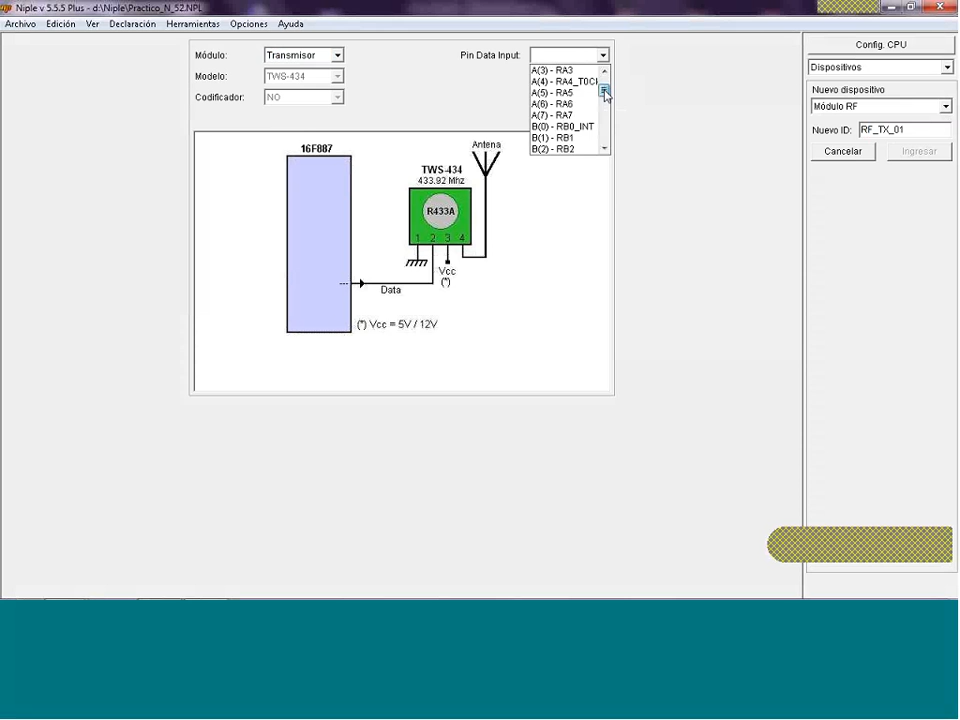 Niple v 5.5.5 Plus - d:\Niple\Practico_N_52.NPL
Archivo Edición Ver Declaración Herramientas Opciones Ayuda
Módulo: Transmisor
Modelo: TWS-434
Codificador: NO
Pin Data Input:
A(3) - RA3
A(4) - RA4_T0CK
A(5) - RA5
A(6) - RA6
A(7) - RA7
B(0) - RB0_INT
B(1) - RB1
B(2) - RB2
16F887
Antena
TWS-434
433.92 Mhz
R433A
1 2 3 4
Vcc
(*)
Data
(*) Vcc = 5V / 12V
Config. CPU
Dispositivos
Nuevo dispositivo
Módulo RF
Nuevo ID: RF_TX_01
Cancelar Ingresar